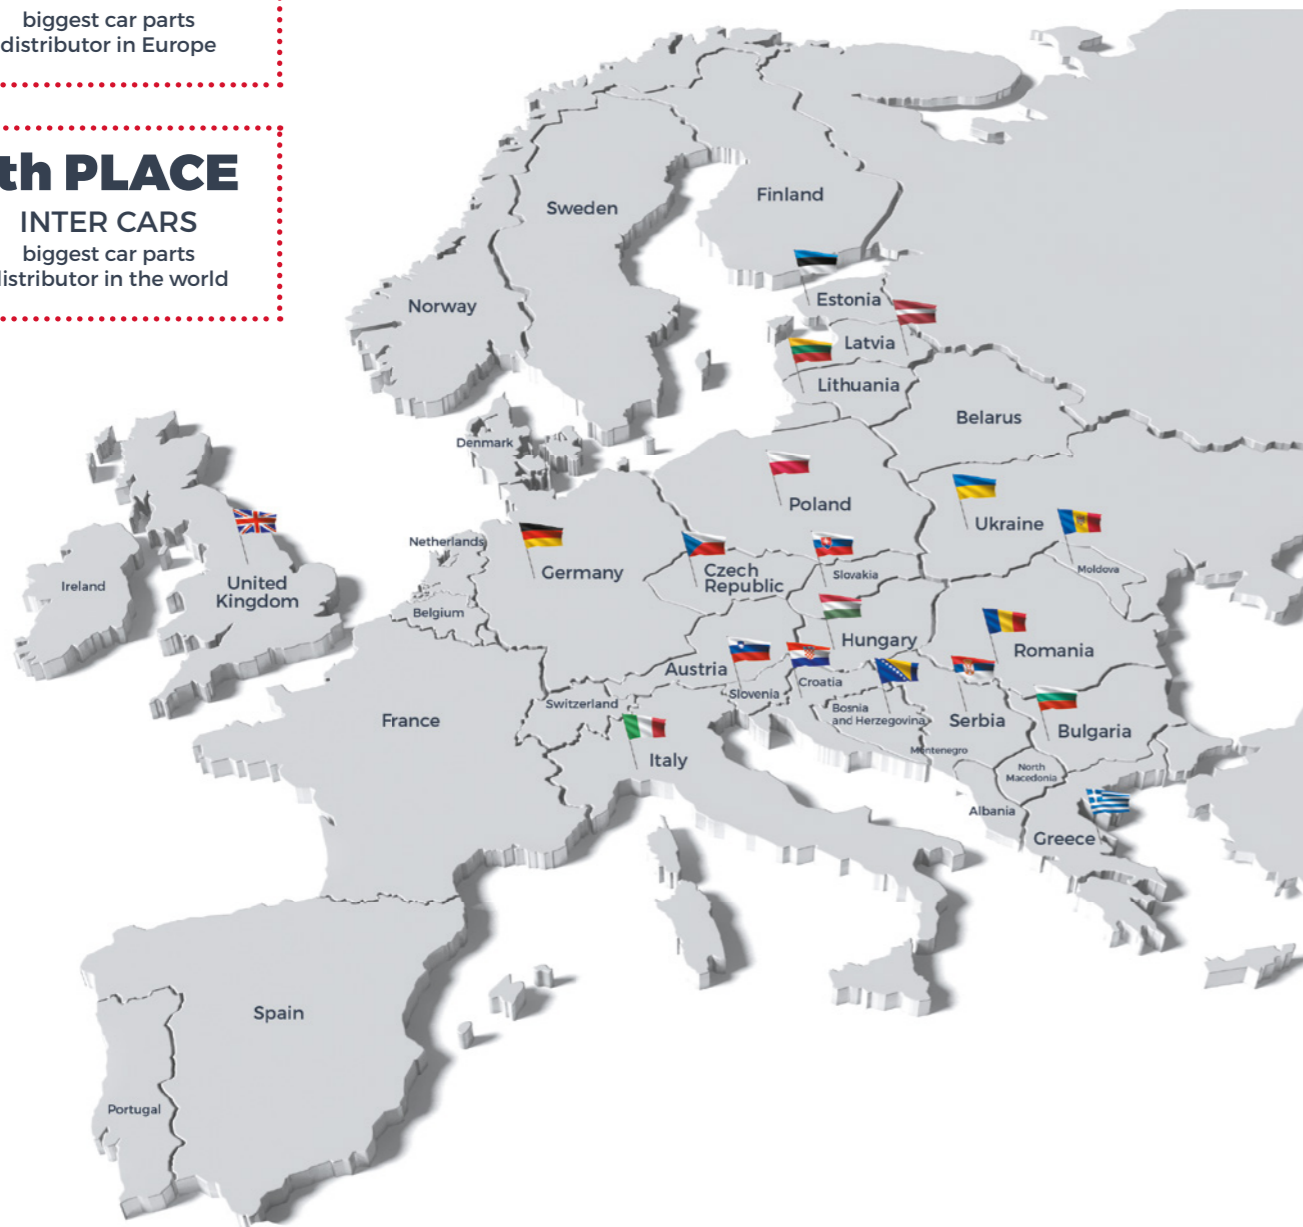 biggest car parts
distributor in Europe
th PLACE
INTER CARS
biggest car parts
distributor in the world
Finland
Sweden
Norway
Estonia
Latvia
Lithuania
Belarus
Denmark
Poland
Ukraine
Netherlands
Germany
Czech
Republic
Slovakia
Moldova
Ireland
United
Kingdom
Belgium
Hungary
Romania
Austria
Slovenia
Croatia
Switzerland
Bosnia
and Herzegovina
Serbia
France
Bulgaria
Montenegro
Italy
North
Macedonia
Albania
Greece
Spain
Portugal